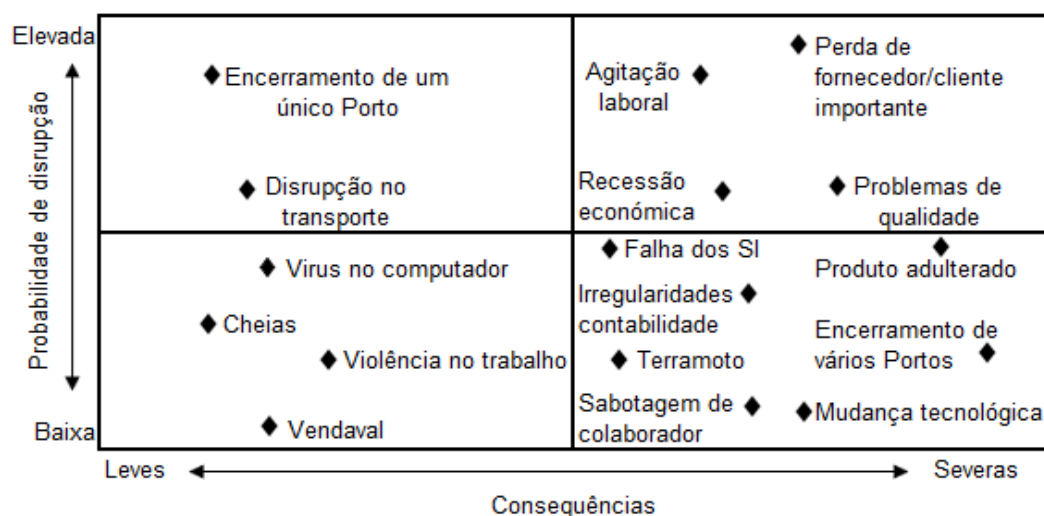 Elevada
Probabilidade de disrupção
Baixa
Encerramento de um
único Porto
Disrupção no
transporte
Agitação
laboral
Perda de
fornecedor/cliente
importante
Recessão
económica
Problemas de
qualidade
Virus no computador
Cheias
Violência no trabalho
Vendaval
Falha dos SI
Produto adulterado
Irregularidades
contabilidade
Encerramento de
vários Portos
Terramoto
Sabotagem de
colaborador
Mudança tecnológica
Leves
Severas
Consequências